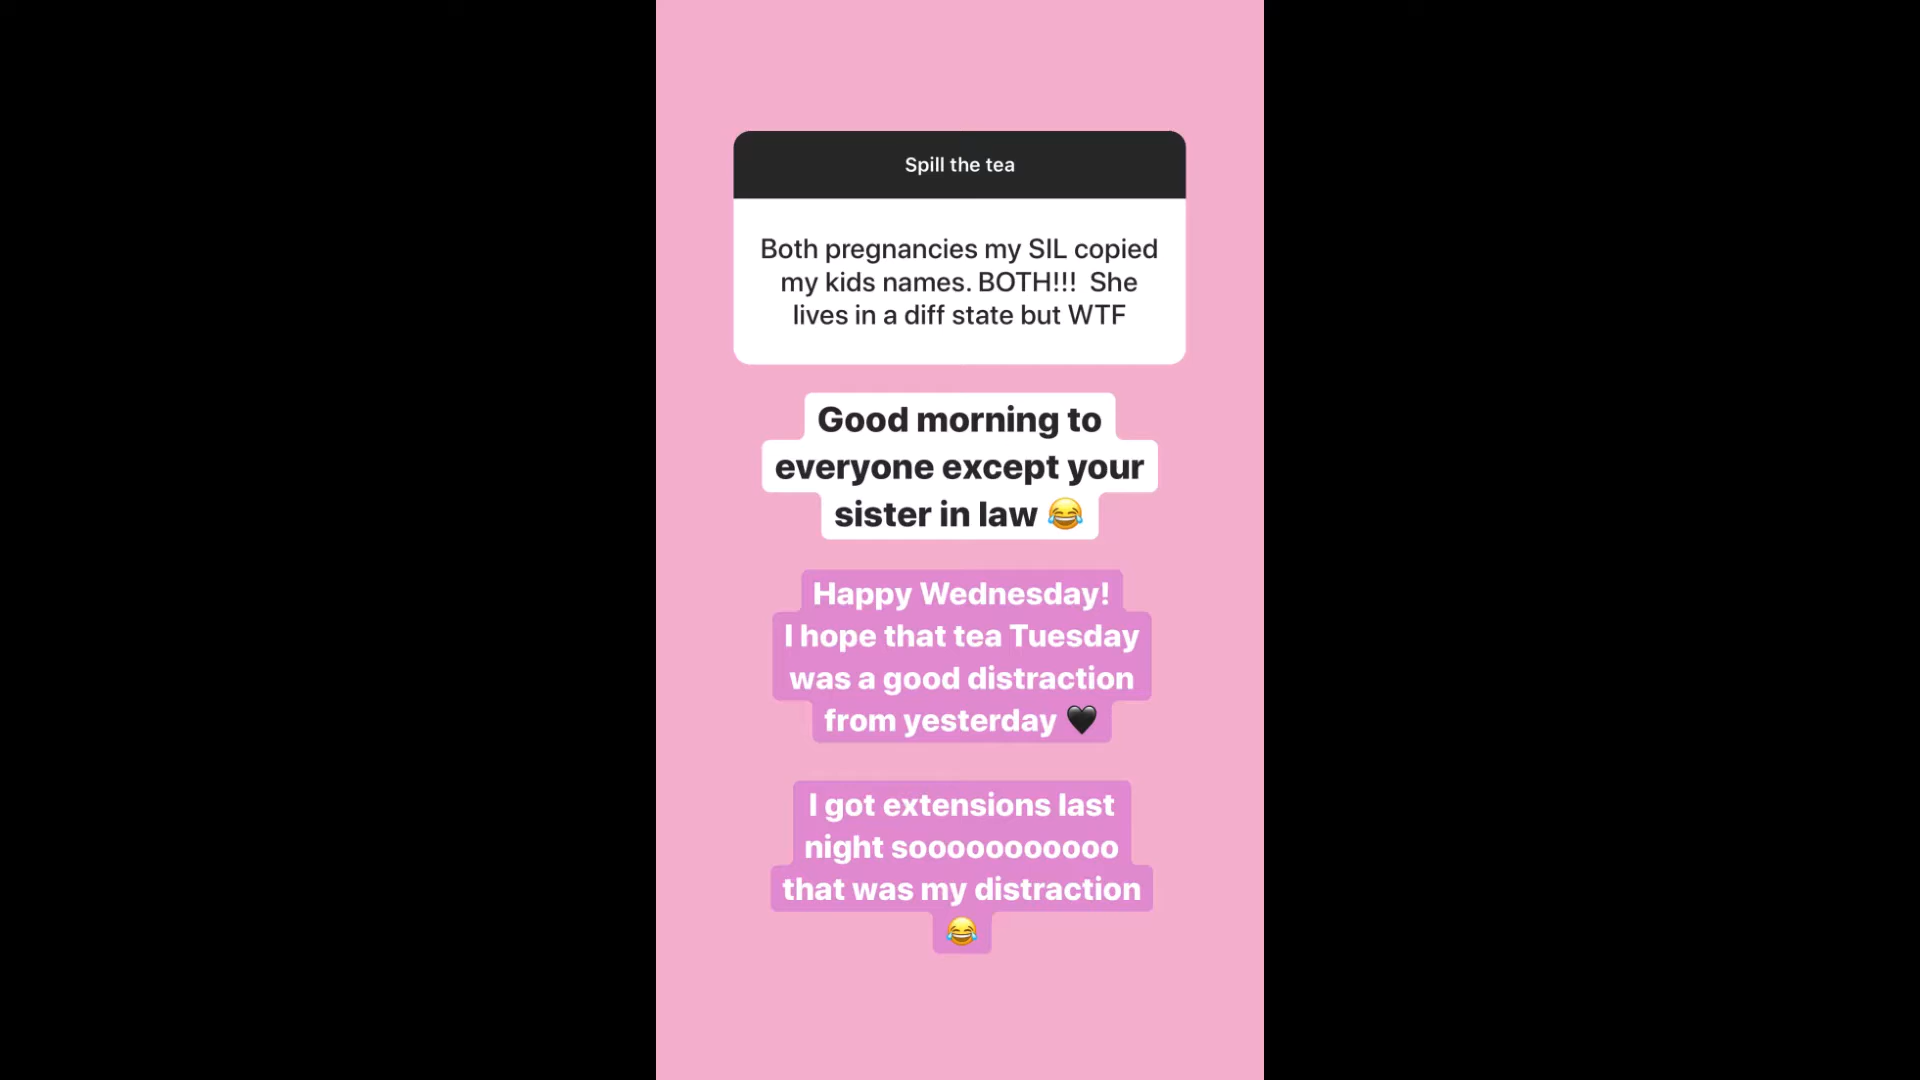 Spill the tea
Both pregnancies my SIL copied
my kids names. BOTH!!!  She
lives in a diff state but WTF
Good morning to
everyone except your
sister in law 😂
Happy Wednesday!
I hope that tea Tuesday
was a good distraction
from yesterday 🖤
I got extensions last
night sooooooooooo
that was my distraction
😂